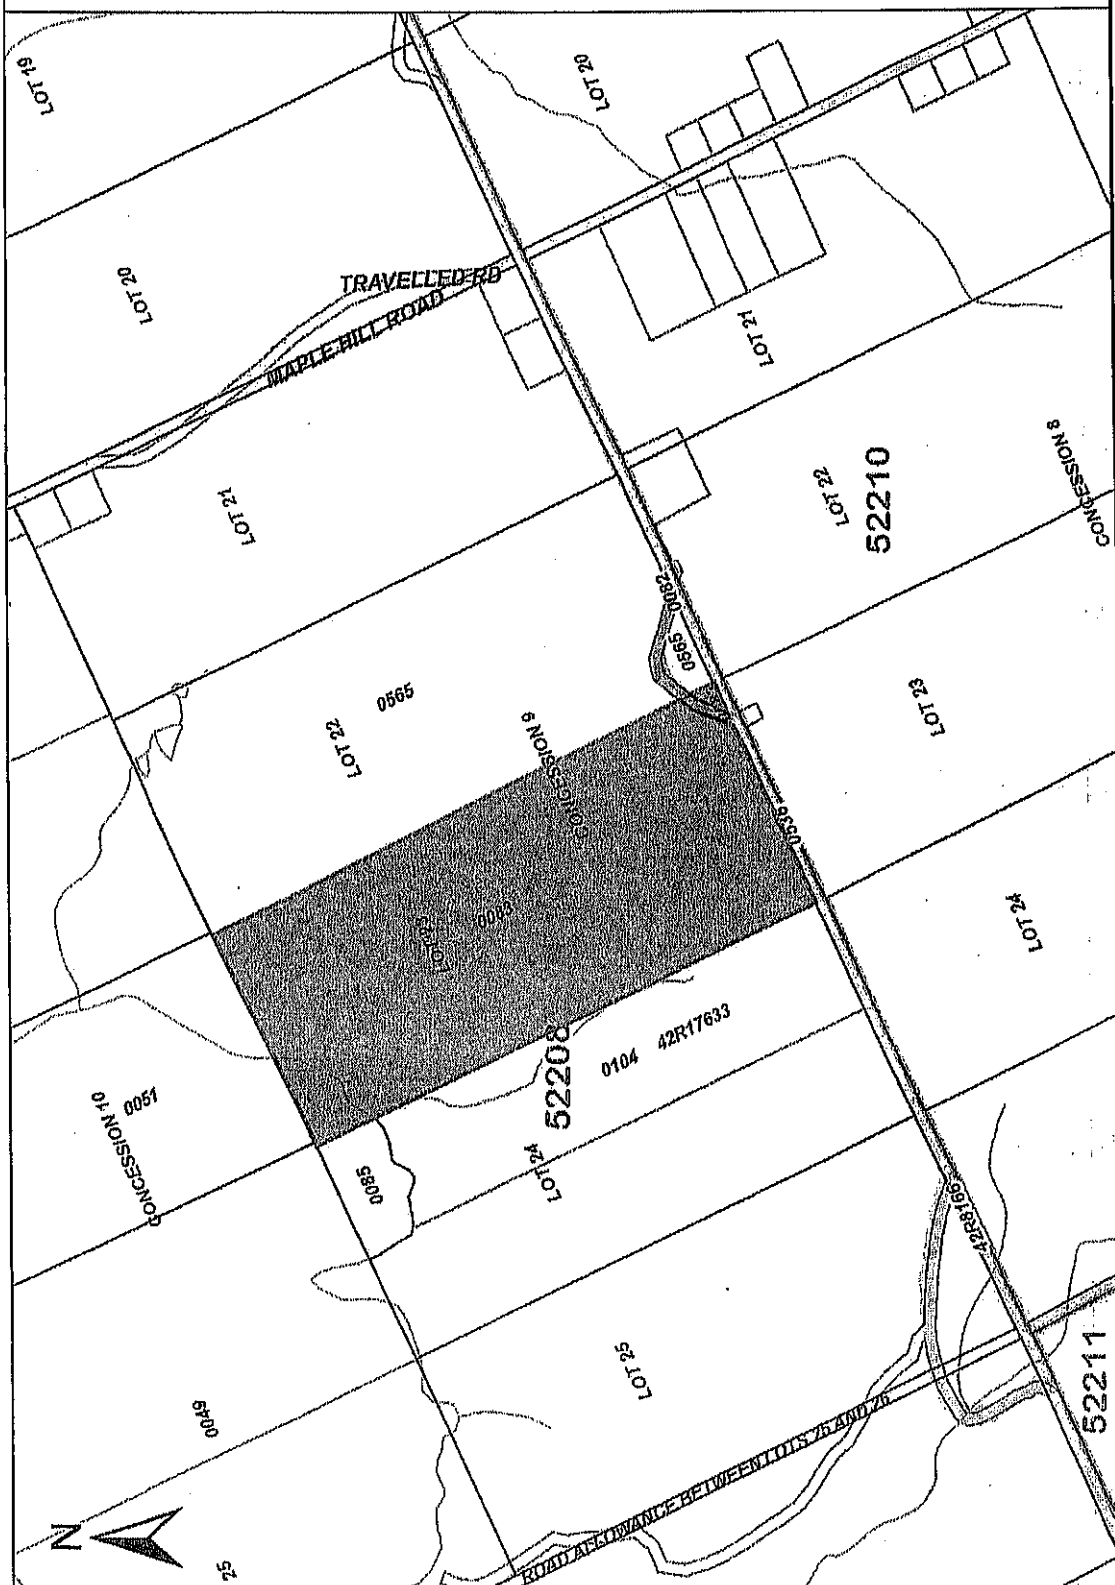 LOT 19
LOT 20
LOT 20
TRAVELLED RD
MAPLE HILL ROAD
LOT 21
LOT 21
LOT 22
52210
CONCESSION 8
0082
0565
0565
LOT 22
CONCESSION 9
LOT 23
0536
LOT 24
52208
0104 42R17633
0051
CONCESSION 10
0085
LOT 24
42R8166
LOT 25
0049
ROAD ALLOWANCE BETWEEN LOTS 25 AND 26
52211
N
25